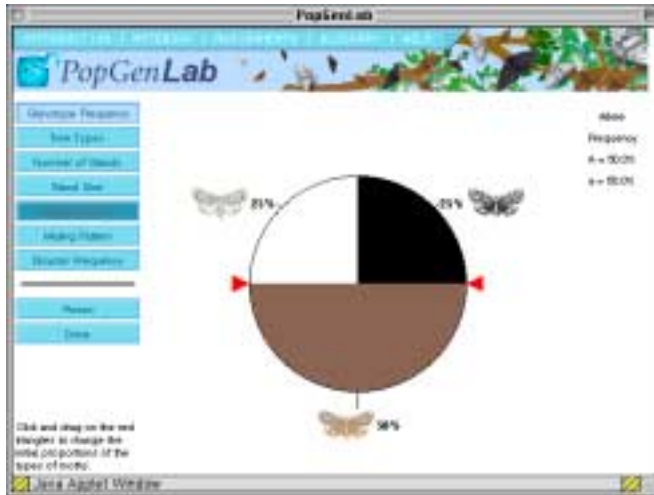 PopGenLab
PopGenLab
Genotype Frequency
Tree Types
Number of Islands
Island Size
Mating Pattern
Disaster Frequency
Reset
Done
Allele
Frequency
A = 50.0%
a = 50.0%
25%
25%
50%
Click and drag on the red
triangles to change the
initial proportions of the
types of moths.
Java Applet Window